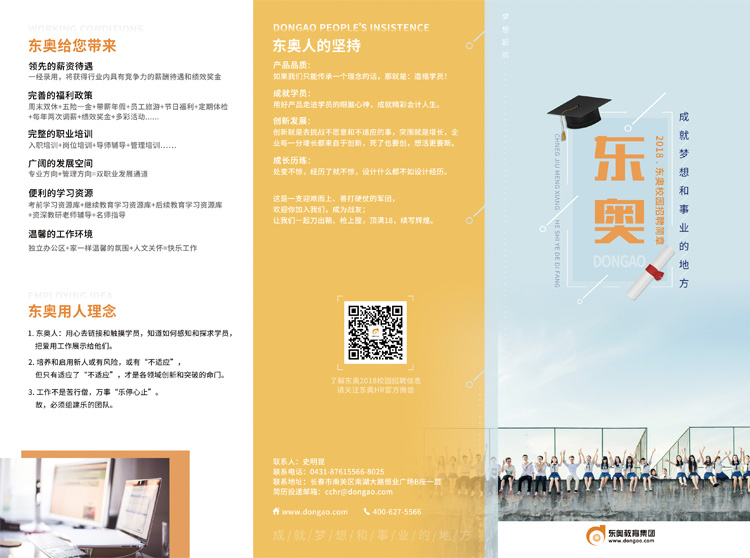 WORKING CONDITIONS
东奥给您带来
领先的薪资待遇
一经录用，将获得行业内具有竞争力的薪酬待遇和绩效奖金
完善的福利政策
周末双休+五险一金+带薪年假+员工旅游+节日福利+定期体检
+每年两次调薪+绩效奖金+多彩活动......
完整的职业培训
入职培训+岗位培训+导师辅导+管理培训......
广阔的发展空间
专业方向+管理方向=双职业发展通道
便利的学习资源
考前学习资源库+继续教育学习资源库+后续教育学习资源库
+资深教研老师辅导+名师指导
温馨的工作环境
独立办公区+家一样温馨的氛围+人文关怀=快乐工作
EMPLOYING IDEA
东奥用人理念
1. 东奥人：用心去链接和触摸学员，知道如何感知和探求学员，
把爱用工作展示给他们。
2. 培养和启用新人或有风险，或有“不适应”，
但只有适应了“不适应”，才是各领域创新和突破的命门。
3. 工作不是苦行僧，万事“乐停心止”。
故，必须组建乐的团队。
DONGAO PEOPLE'S INSISTENCE
东奥人的坚持
产品品质：
如果我们只能传承一个理念的话，那就是：造福学员！
成就学员：
用好产品走进学员的眼脑心神，成就精彩会计人生。
创新发展：
创新就是去挑战不愿意和不适应的事，突围就是增长，企
业每一分增长都来自于创新，死了也要创，想活更要新。
成长历练：
处变不惊，经历了就不惊，设计什么都不如设计经历。
这是一支迎难而上、善打硬仗的军团，
欢迎你加入我们，成为战友；
让我们一起刀出鞘、枪上膛，顶满18，续写辉煌。
了解东奥2018校园招聘信息
请关注东奥HR官方微信
联系人：史明昆
联系电话：0431-87615566-8025
联系地址：长春市南关区南湖大路恒业广场B座一层
简历投递邮箱：cchr@dongao.com
www.dongao.com
400-627-5566
成/就/梦/想/和/事/业/的/地/方
梦想起航
成就梦想和事业的地方
2018.东奥校园招聘简章
东奥
DONGAO
CHNEG JIU MENG XIANG HE SHI YE DE DI FANG
东奥教育集团
www.dongao.com